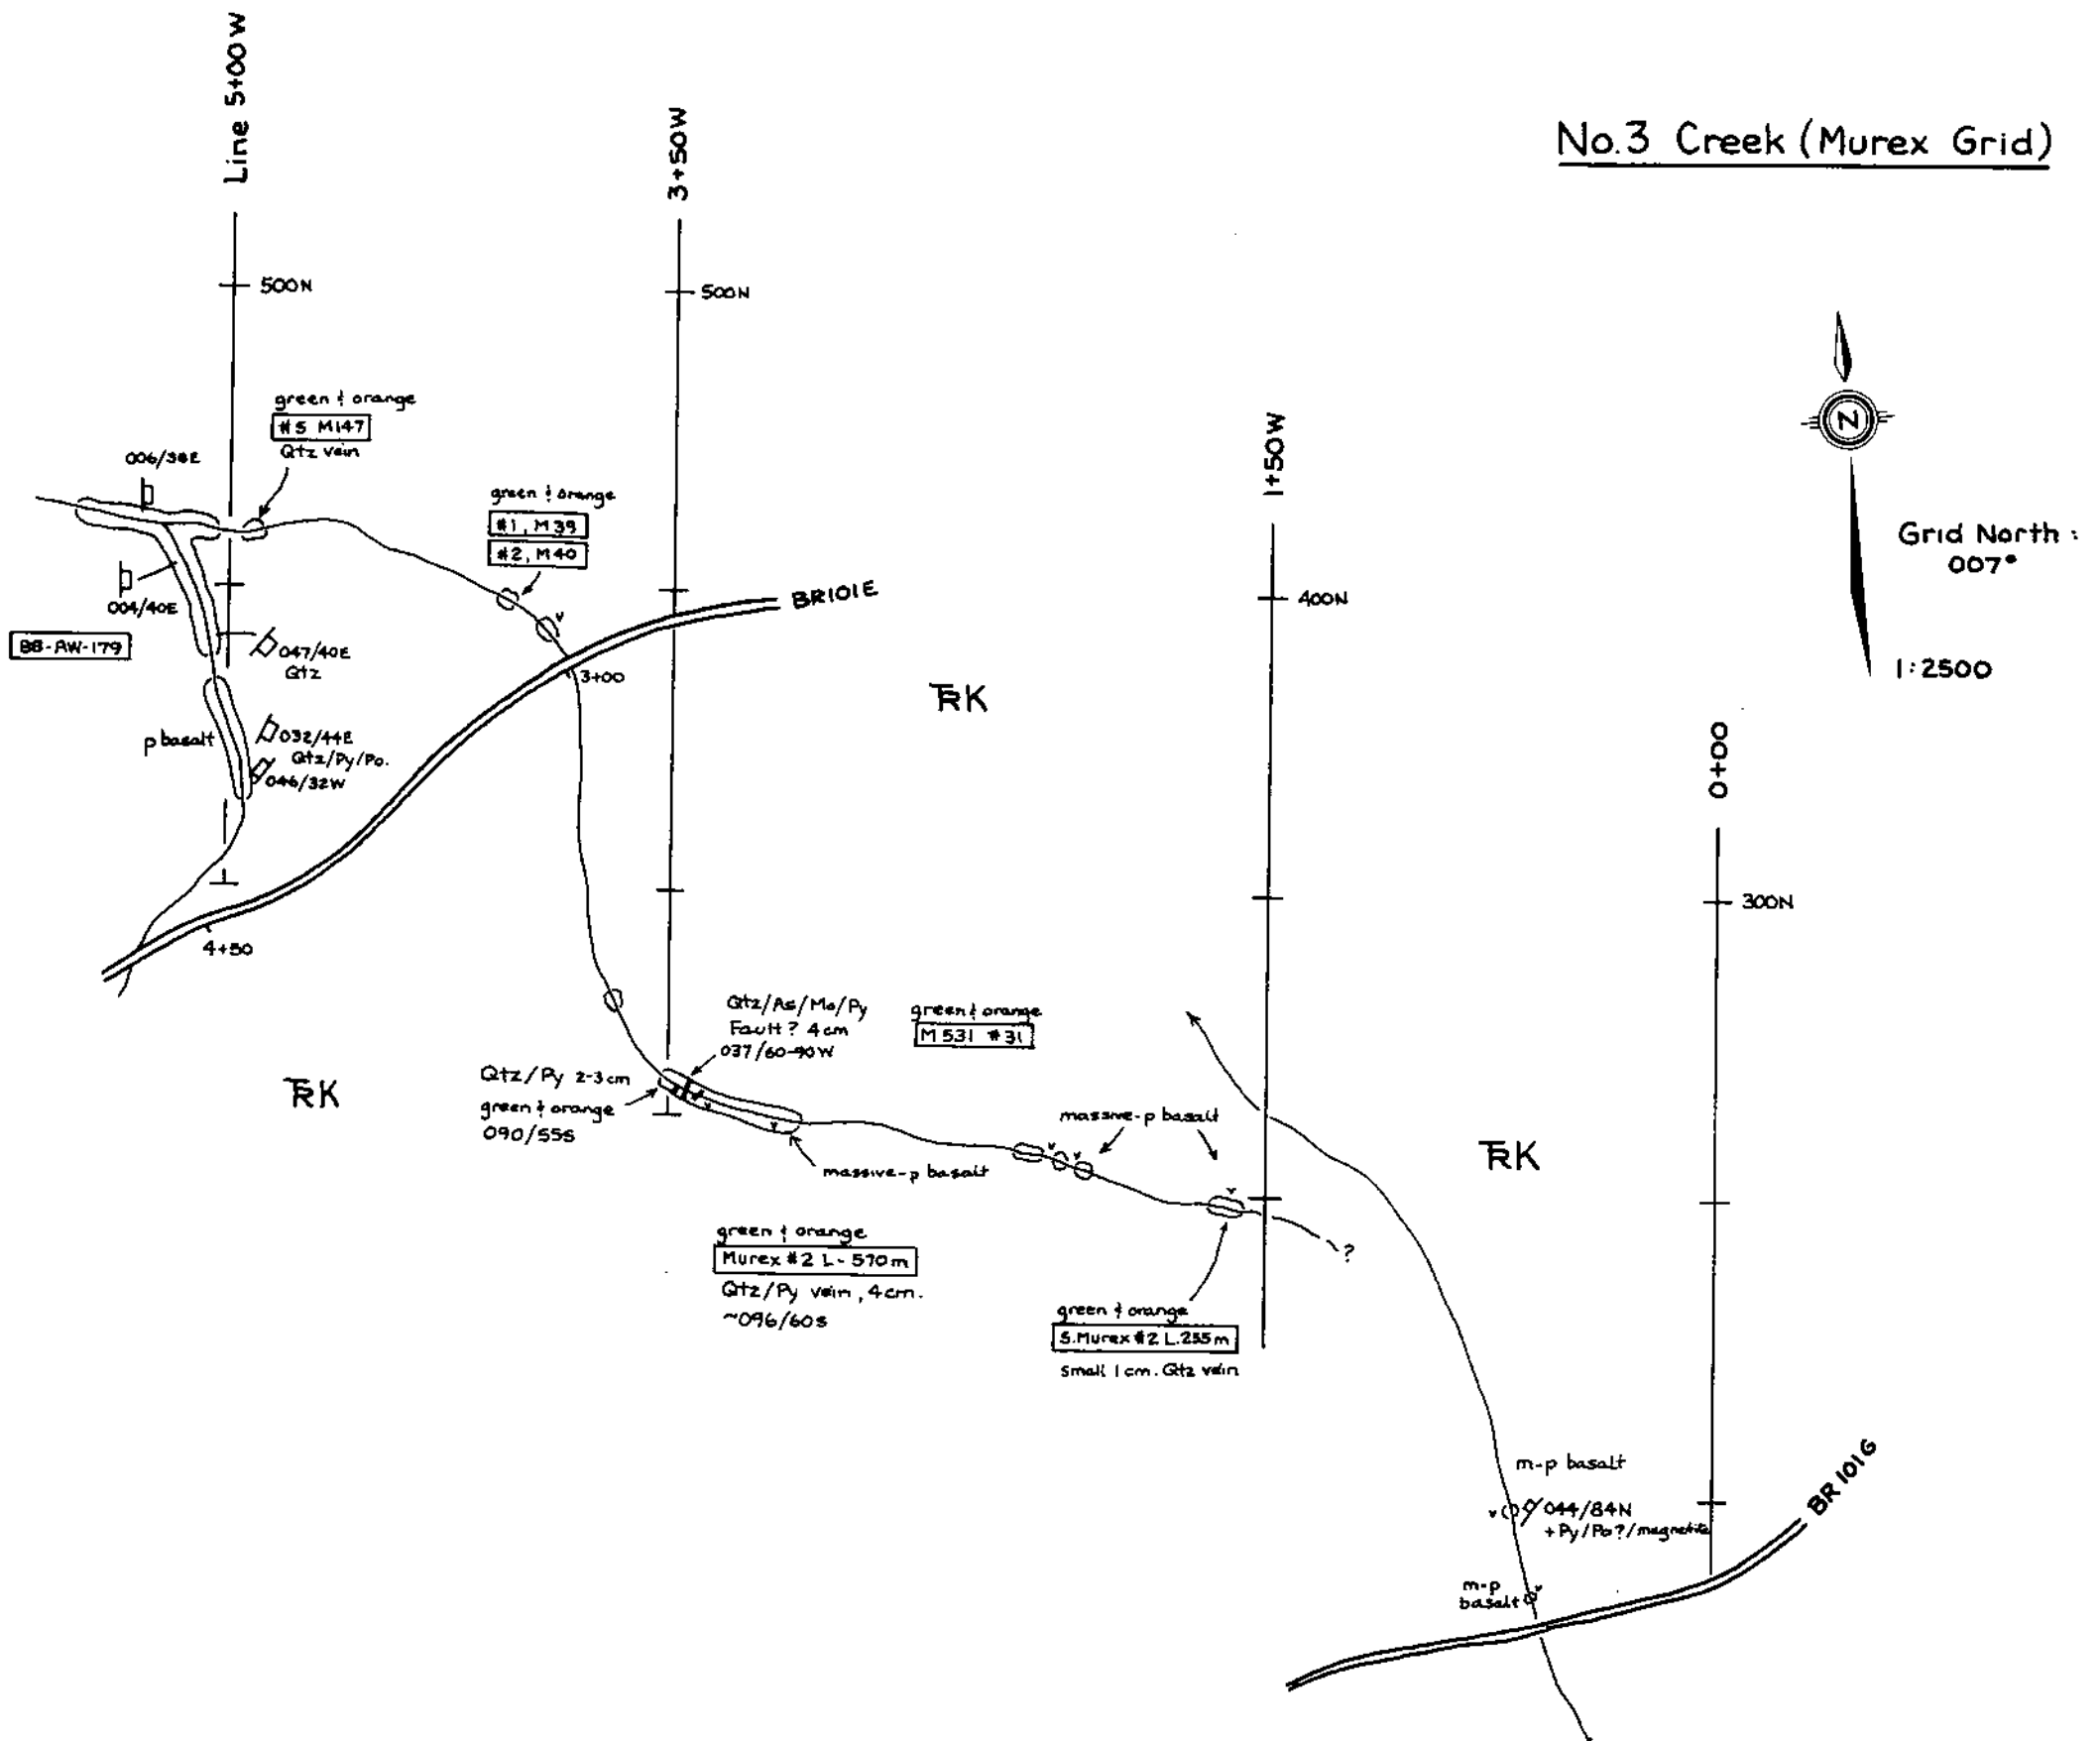 No.3 Creek (Murex Grid)
Line 5+00W
3+50W
1+50W
0+00
500N
500N
400N
300N
N
Grid North:
007°
1:2500
green & orange
#5 M147
Qtz vein
006/38E
004/40E
88-AW-179
047/40E
Qtz
p basalt
032/44E
Qtz/Py/Po.
046/32W
green & orange
#1, M39
#2, M40
v
BR101E
3+00
4+50
TRK
TRK
TRK
Qtz/As/Mo/Py
Fault? 4cm
037/60-90W
green & orange
M531 #31
Qtz/Py 2-3cm
green & orange
090/55S
v
v
massive-p basalt
massive-p basalt
v
v
v
?
green & orange
Murex #2 L-570m
Qtz/Py vein, 4cm.
~096/60S
green & orange
S.Murex #2 L.255m
Small 1cm. Qtz vein
m-p basalt
v
044/84N
+Py/Po?/magnetite
m-p
basalt
v
BR101G